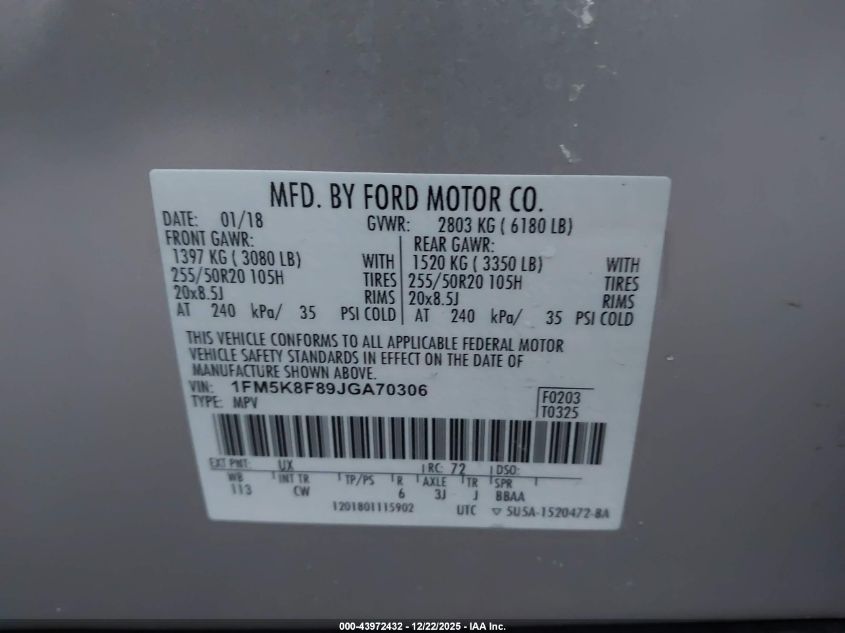 MFD. BY FORD MOTOR CO.
DATE: 01/18 GVWR: 2803 KG ( 6180 LB)
FRONT GAWR: REAR GAWR:
1397 KG ( 3080 LB) WITH 1520 KG ( 3350 LB) WITH
255/50R20 105H TIRES 255/50R20 105H TIRES
20x8.5J RIMS 20x8.5J RIMS
AT 240 kPa/ 35 PSI COLD AT 240 kPa/ 35 PSI COLD
THIS VEHICLE CONFORMS TO ALL APPLICABLE FEDERAL MOTOR
VEHICLE SAFETY STANDARDS IN EFFECT ON THE DATE OF
MANUFACTURE SHOWN ABOVE.
VIN: 1FM5K8F89JGA70306 F0203
TYPE: MPV T0325
EXT PNT: UX RC: 72 DSO:
WB INT TR TP/PS R AXLE TR SPR
113 CW 6 3J J BBAA
1201801115902 UTC ▽ 5U5A-1520472-BA
000-43972432 - 12/22/2025 - IAA Inc.